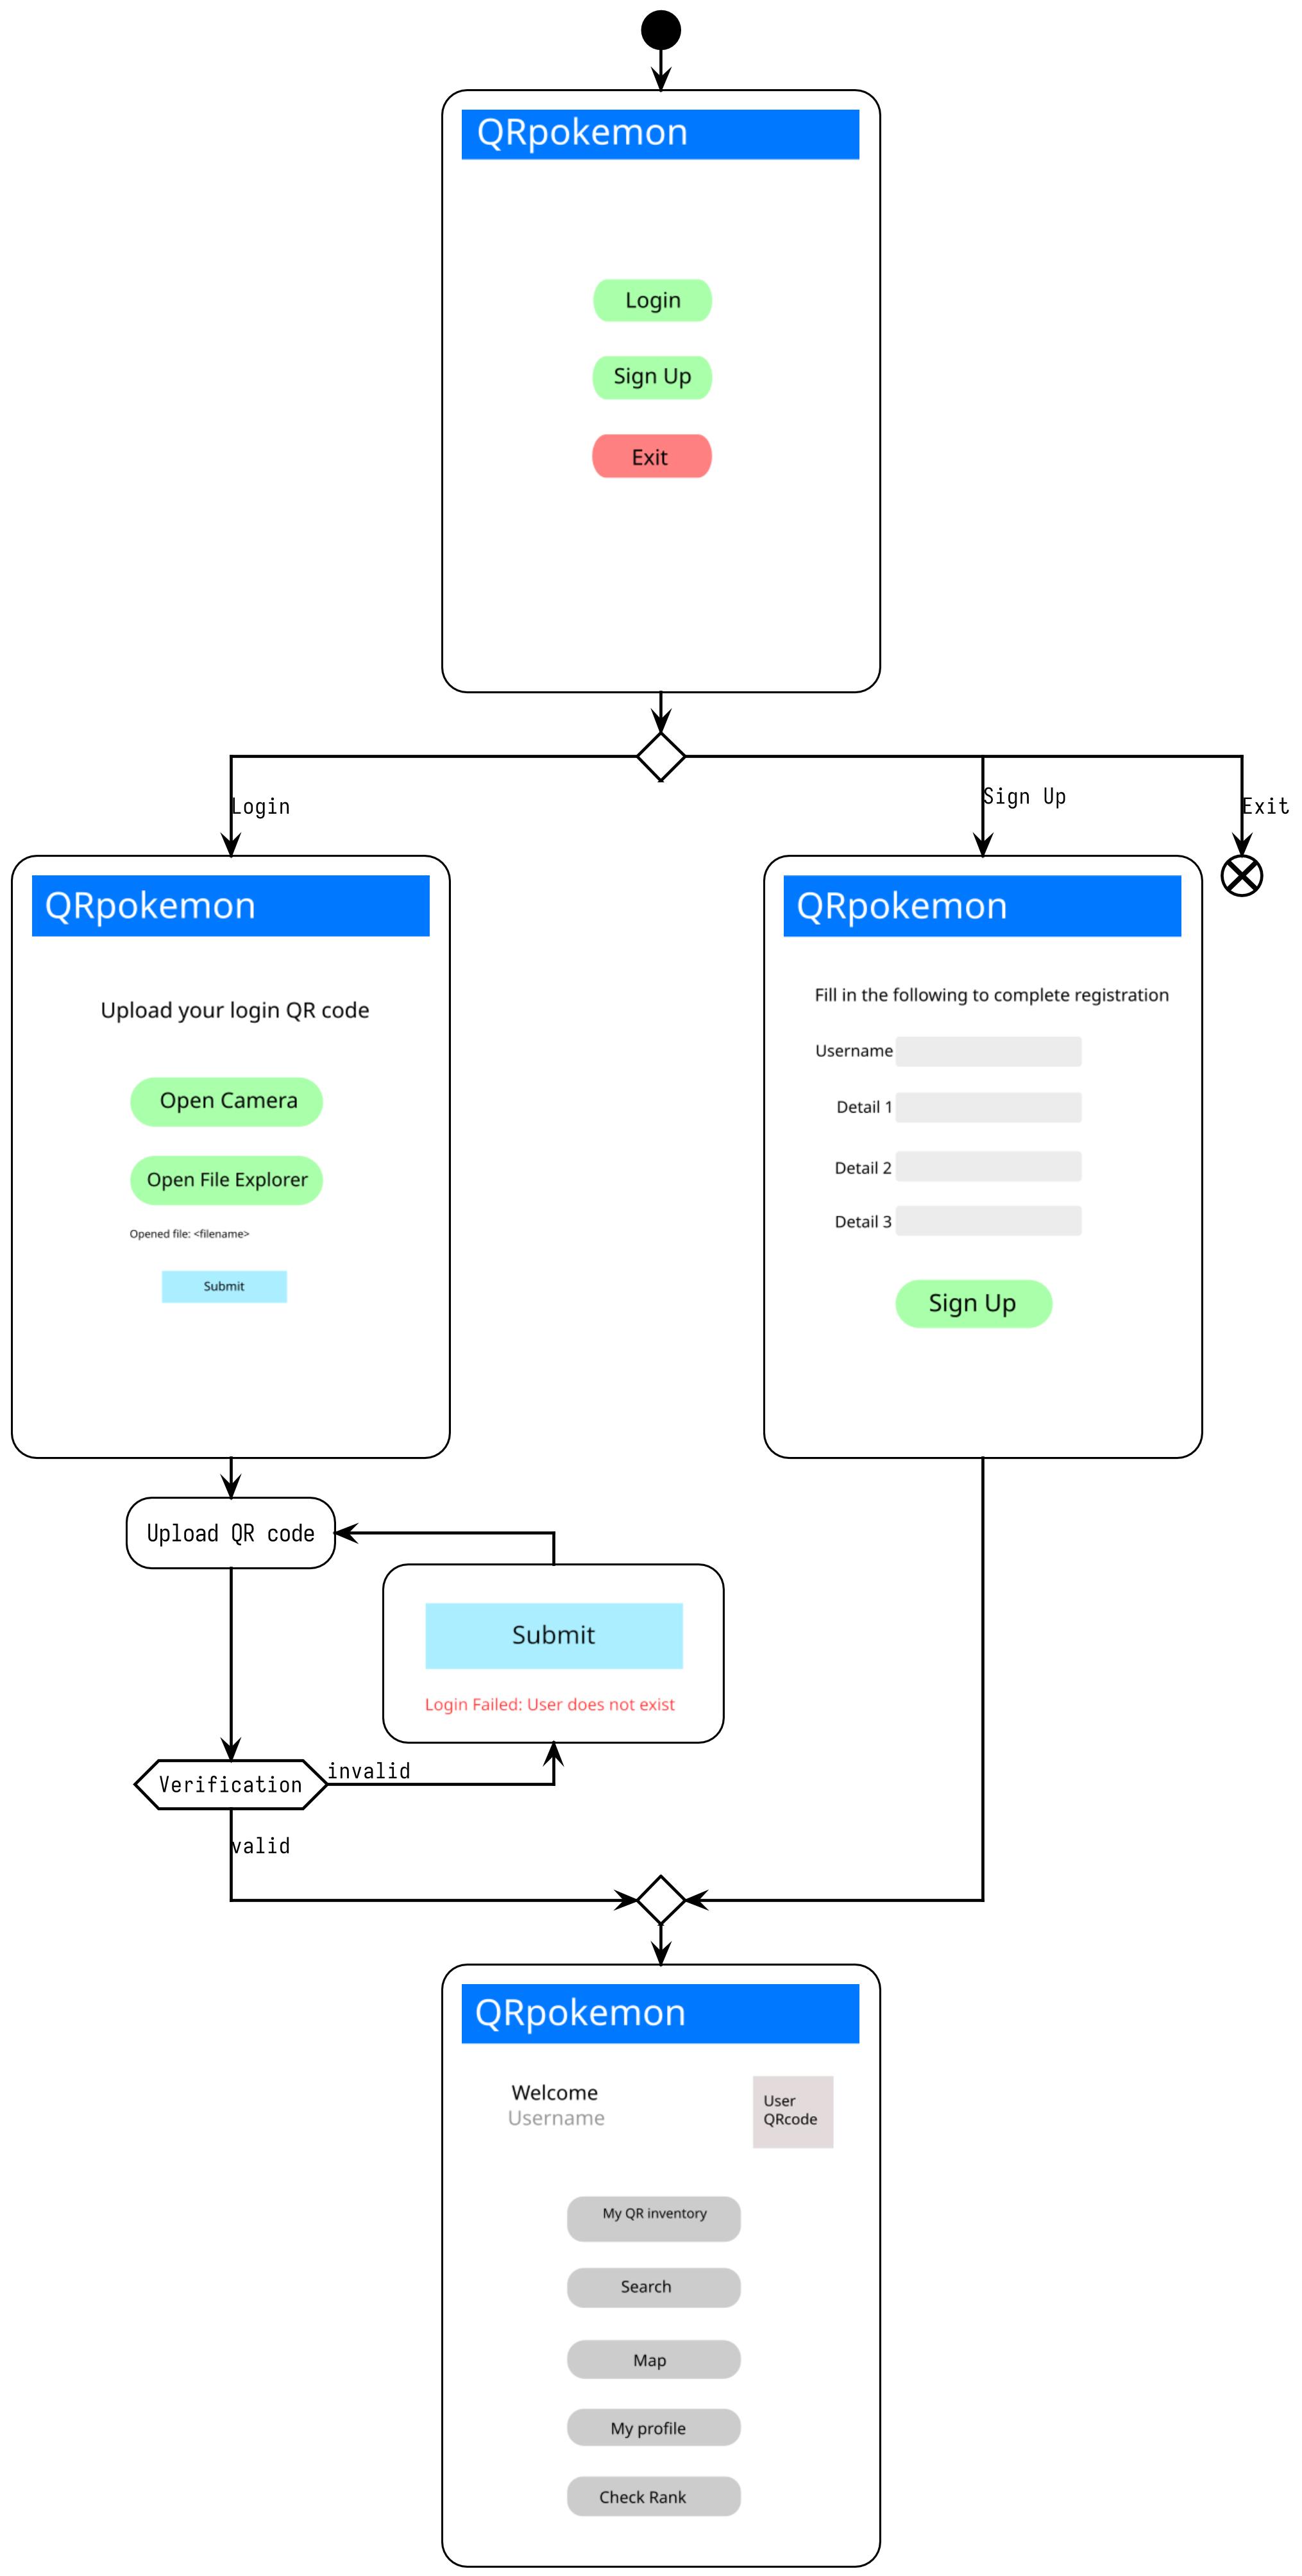 QRpokemon
Login
Sign Up
Exit
Login
Sign Up
Exit
QRpokemon
Upload your login QR code
Open Camera
Open File Explorer
Opened file: <filename>
Submit
QRpokemon
Fill in the following to complete registration
Username
Detail 1
Detail 2
Detail 3
Sign Up
Upload QR code
Submit
Login Failed: User does not exist
Verification
invalid
valid
QRpokemon
Welcome
Username
User
QRcode
My QR inventory
Search
Map
My profile
Check Rank